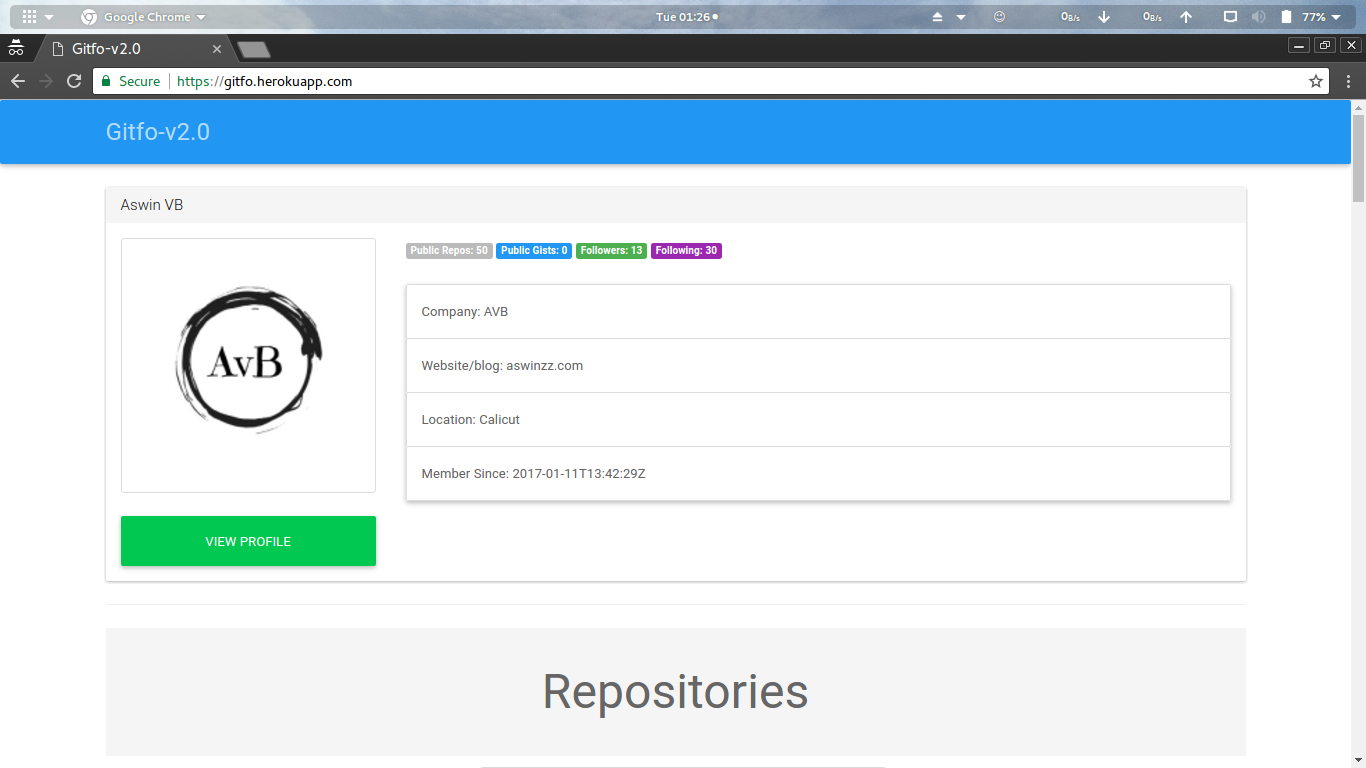 Google Chrome Tue 01:26 0B/s 0B/s 77%
Gitfo-v2.0
Secure https://gitfo.herokuapp.com
Gitfo-v2.0
Aswin VB
Public Repos: 50 Public Gists: 0 Followers: 13 Following: 30
Company: AVB
Website/blog: aswinzz.com
AvB
Location: Calicut
Member Since: 2017-01-11T13:42:29Z
VIEW PROFILE
Repositories